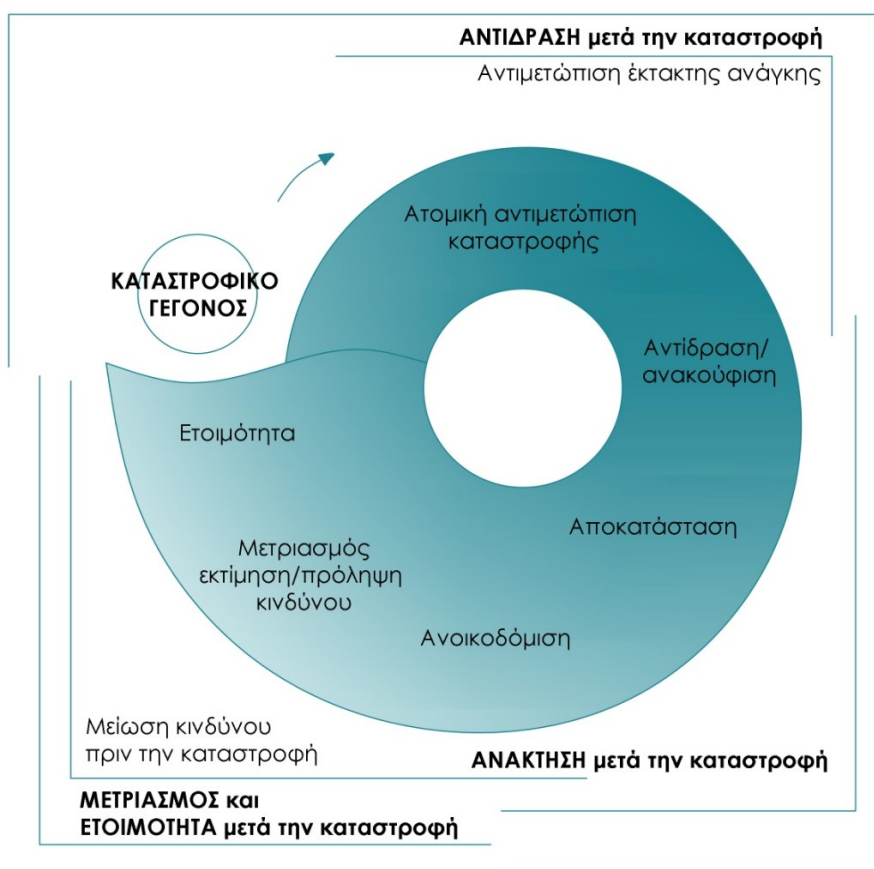 ΑΝΤΙΔΡΑΣΗ μετά την καταστροφή
Αντιμετώπιση έκτακτης ανάγκης
Ατομική αντιμετώπιση
καταστροφής
ΚΑΤΑΣΤΡΟΦΙΚΟ
ΓΕΓΟΝΟΣ
Αντίδραση/
ανακούφιση
Ετοιμότητα
Αποκατάσταση
Μετριασμός
εκτίμηση/πρόληψη
κινδύνου
Ανοικοδόμιση
Μείωση κινδύνου
πριν την καταστροφή
ΑΝΑΚΤΗΣΗ μετά την καταστροφή
ΜΕΤΡΙΑΣΜΟΣ και
ΕΤΟΙΜΟΤΗΤΑ μετά την καταστροφή